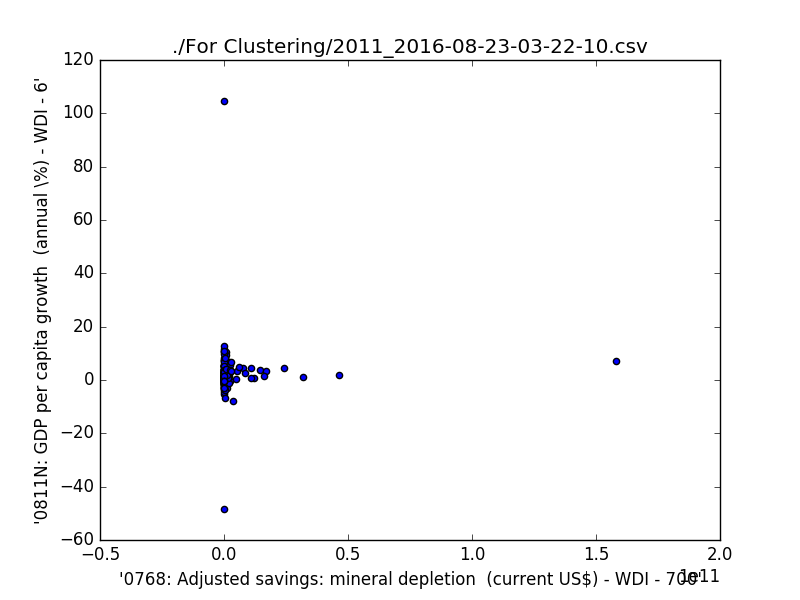 ./For Clustering/2011_2016-08-23-03-22-10.csv
'0811N: GDP per capita growth  (annual \%) - WDI - 6'
120
100
80
60
40
20
0
−20
−40
−60
−0.5 0.0 0.5 1.0 1.5 2.0
1e11
'0768: Adjusted savings: mineral depletion  (current US$) - WDI - 700'